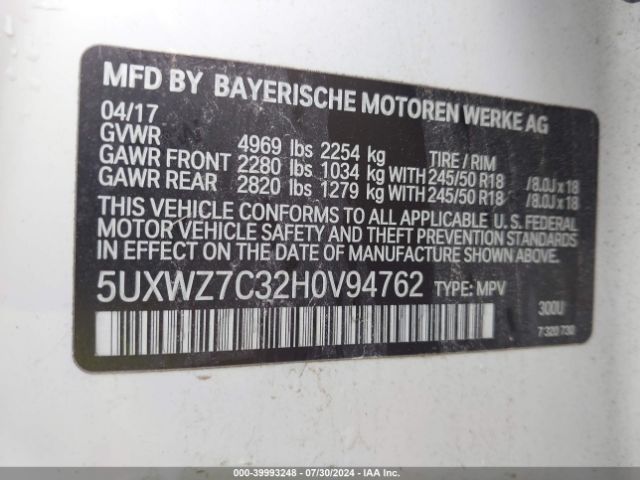 MFD BY BAYERISCHE MOTOREN WERKE AG
04/17
GVWR 4969 lbs 2254 kg TIRE / RIM
GAWR FRONT 2280 lbs 1034 kg WITH 245/50 R18 /8.0J x 18
GAWR REAR 2820 lbs 1279 kg WITH 245/50 R18 /8.0J x 18
THIS VEHICLE CONFORMS TO ALL APPLICABLE U. S. FEDERAL
MOTOR VEHICLE SAFETY AND THEFT PREVENTION STANDARDS
IN EFFECT ON THE DATE OF MANUFACTURE SHOWN ABOVE.
5UXWZ7C32H0V94762 TYPE: MPV
300U
7 320 730
000-39993248 - 07/30/2024 - IAA Inc.